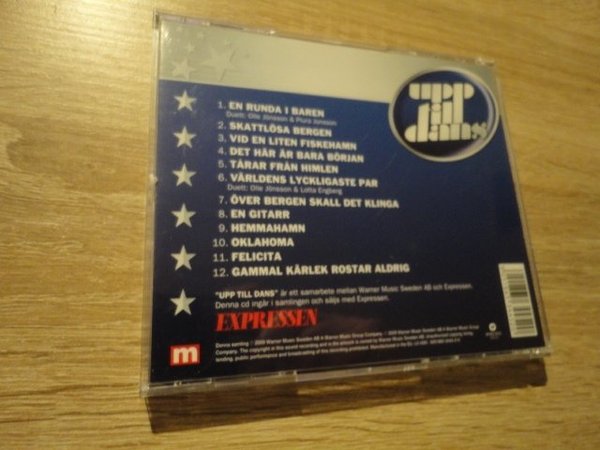 upp
till
dans
1. EN RUNDA I BAREN
Duett: Olle Jönsson & Plura Jonsson
2. SKATTLÖSA BERGEN
3. VID EN LITEN FISKEHAMN
4. DET HÄR ÄR BARA BÖRJAN
5. TÅRAR FRÅN HIMLEN
6. VÄRLDENS LYCKLIGASTE PAR
Duett: Olle Jönsson & Lotta Engberg
7. ÖVER BERGEN SKALL DET KLINGA
8. EN GITARR
9. HEMMAHAMN
10. OKLAHOMA
11. FELICITA
12. GAMMAL KÄRLEK ROSTAR ALDRIG
"UPP TILL DANS" är ett samarbete mellan Warner Music Sweden AB och Expressen.
Denna cd ingår i samlingen och säljs med Expressen.
EXPRESSEN
m